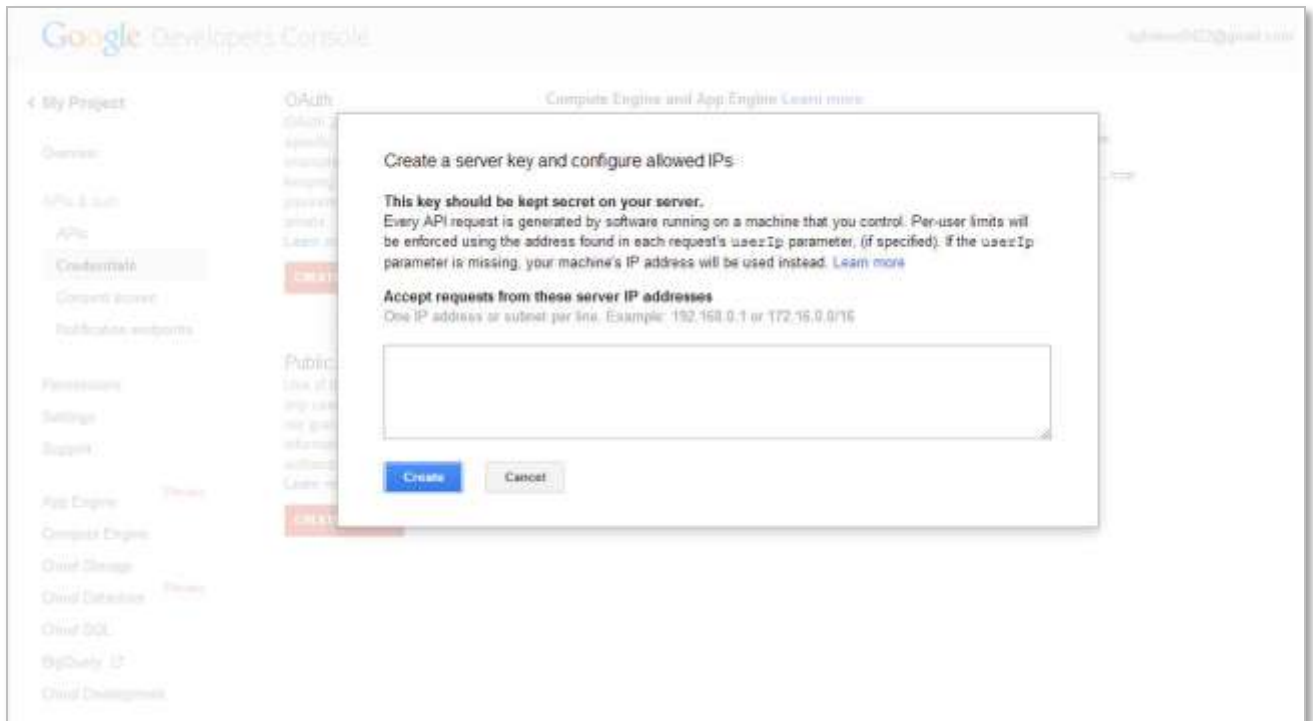 Google Developers Console
< My Project
Overview
APIs & auth
APIs
Credentials
Consent screen
Notification endpoints
Permissions
Settings
Support
App Engine
Compute Engine
Cloud Storage
Cloud Datastore
Cloud SQL
BigQuery
Cloud Development
OAuth
Compute Engine and App Engine Learn more
Public
Create a server key and configure allowed IPs
This key should be kept secret on your server.
Every API request is generated by software running on a machine that you control. Per-user limits will
be enforced using the address found in each request's userIp parameter, (if specified). If the userIp
parameter is missing, your machine's IP address will be used instead. Learn more
Accept requests from these server IP addresses
One IP address or subnet per line. Example: 192.168.0.1 or 172.16.0.0/16
Create
Cancel